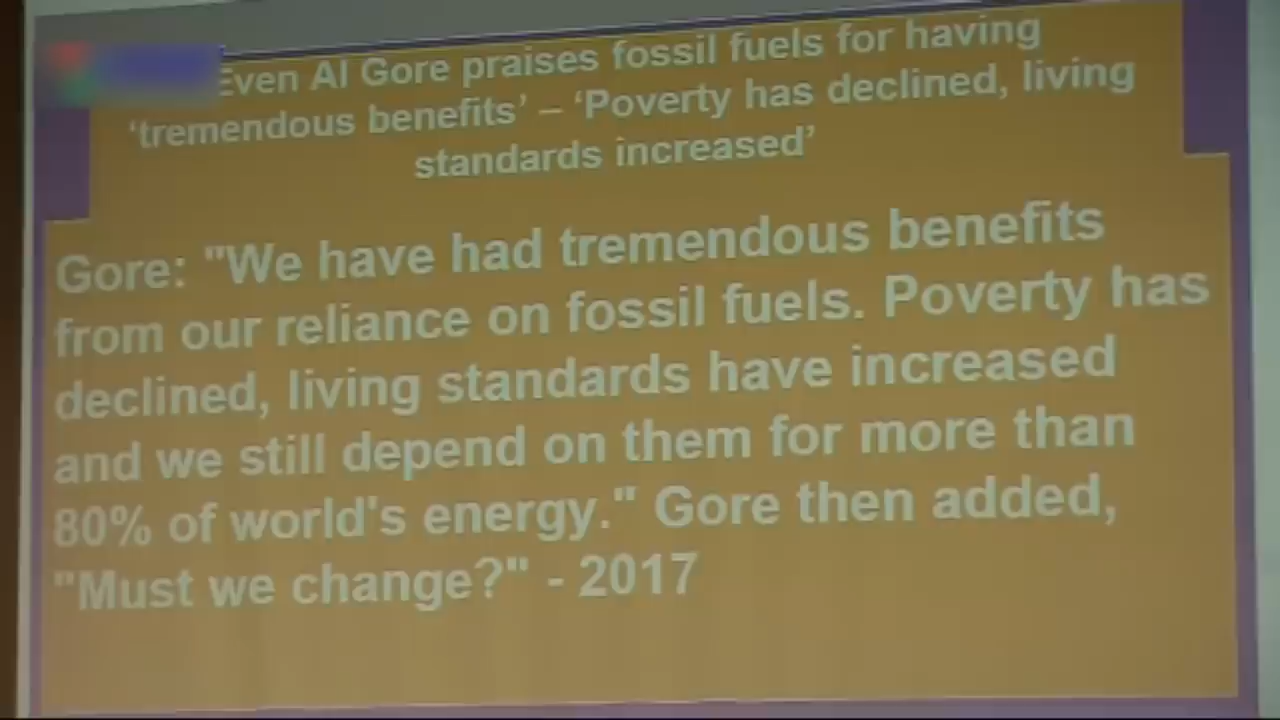 Even Al Gore praises fossil fuels for having
‘tremendous benefits’ – ‘Poverty has declined, living
standards increased’
Gore: "We have had tremendous benefits
from our reliance on fossil fuels. Poverty has
declined, living standards have increased
and we still depend on them for more than
80% of world's energy." Gore then added,
"Must we change?" - 2017